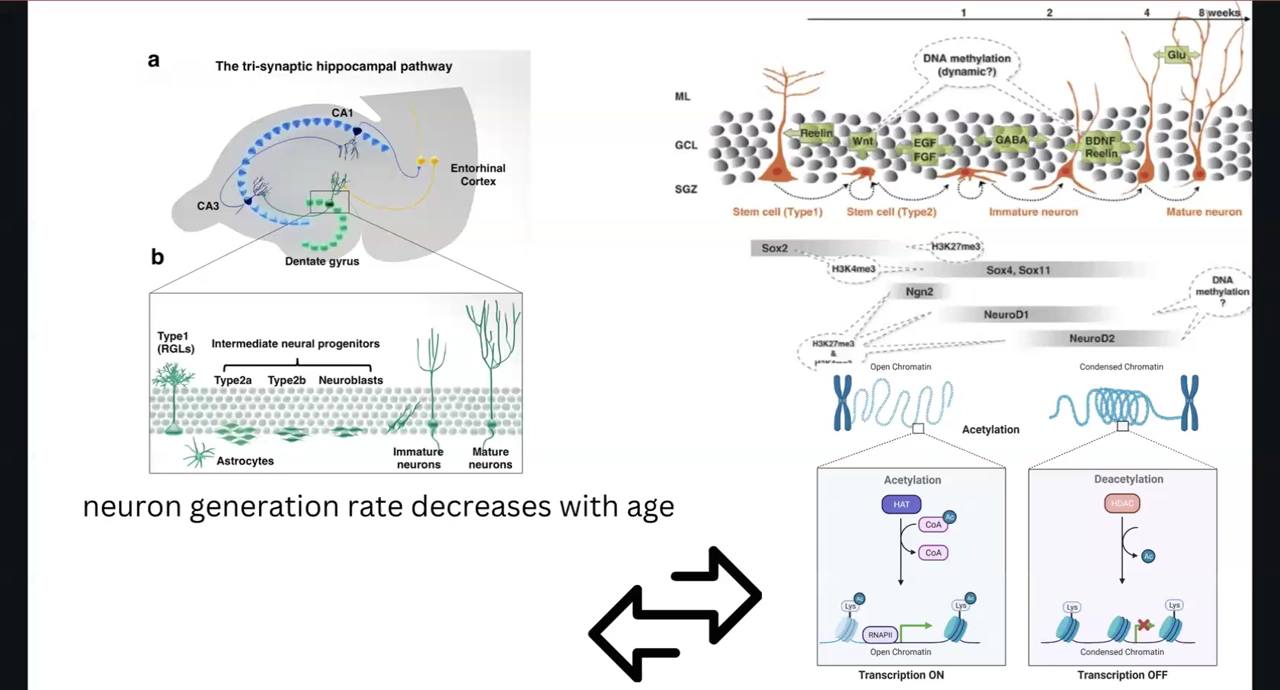 a
The tri-synaptic hippocampal pathway
CA1
Entorhinal
Cortex
CA3
Dentate gyrus
b
Type1
(RGLs)
Intermediate neural progenitors
Type2a
Type2b
Neuroblasts
Astrocytes
Immature
neurons
Mature
neurons
neuron generation rate decreases with age
1
2
4
8 weeks
DNA methylation
(dynamic?)
Glu
ML
GCL
SGZ
Reelin
Wnt
EGF
FGF
GABA
BDNF
Reelin
Stem cell (Type1)
Stem cell (Type2)
Immature neuron
Mature neuron
Sox2
H3K27me3
H3K4me3
Sox4, Sox11
DNA
methylation
?
Ngn2
NeuroD1
NeuroD2
H3K27me3
&
Open Chromatin
Condensed Chromatin
Acetylation
Acetylation
HAT
CoA
Ac
CoA
Lys
Ac
Lys
Ac
RNAPII
Open Chromatin
Transcription ON
Deacetylation
HDAC
Ac
Lys
Lys
Condensed Chromatin
Transcription OFF